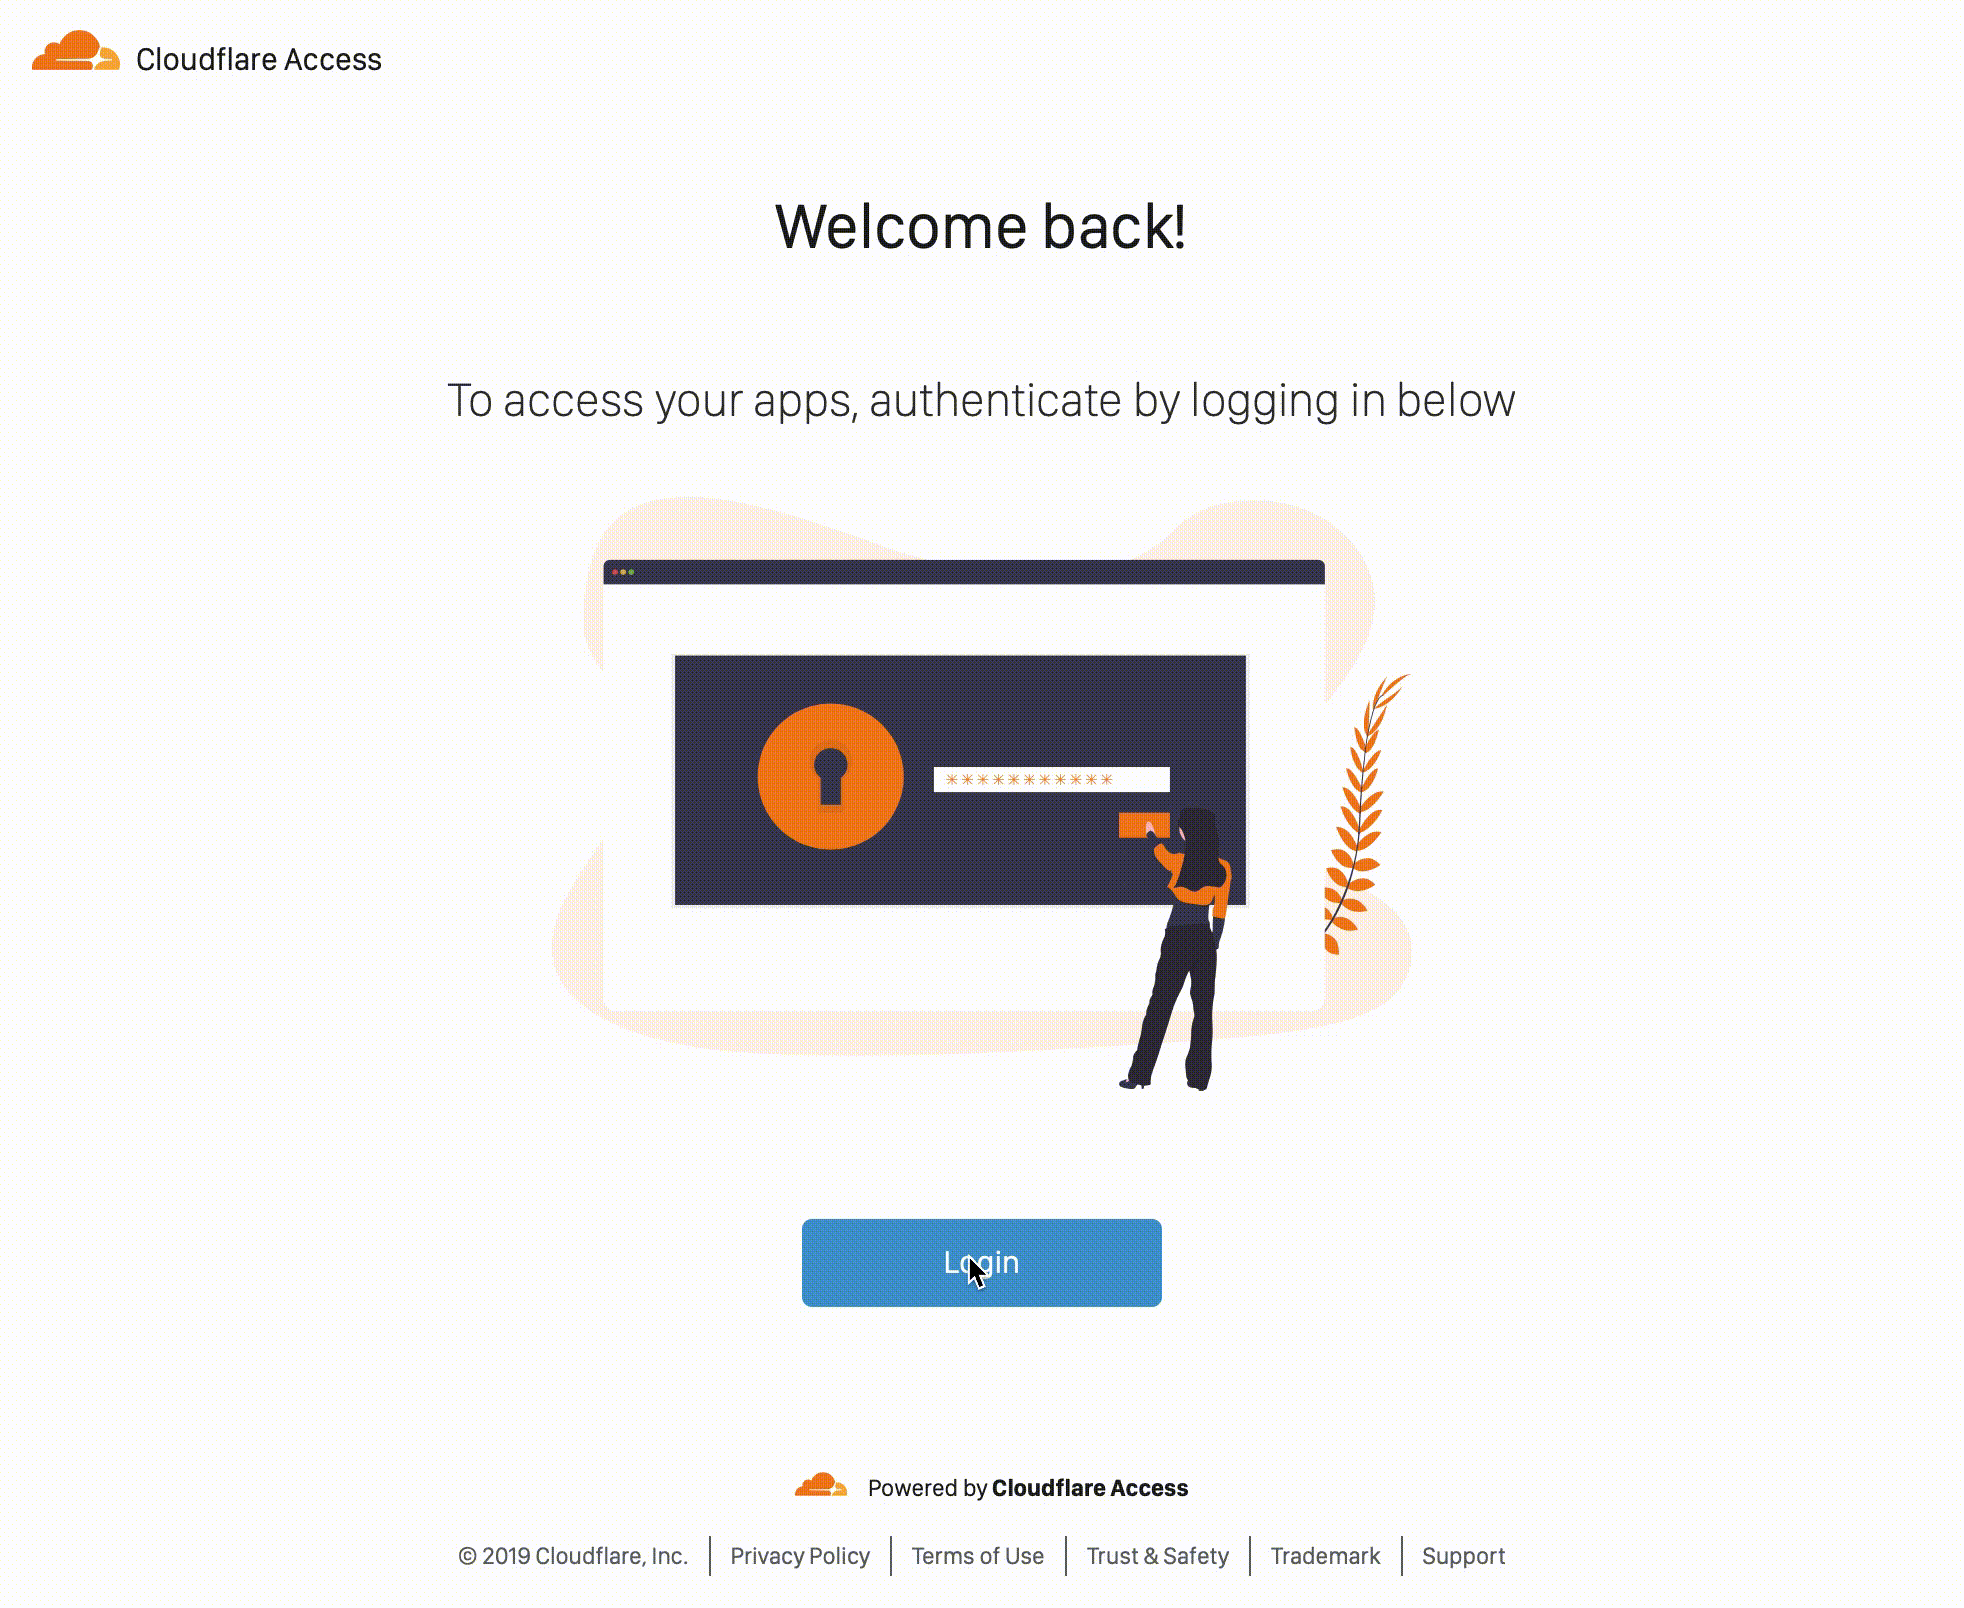 Cloudflare Access
Welcome back!
To access your apps, authenticate by logging in below
***********
Login
Powered by Cloudflare Access
© 2019 Cloudflare, Inc. | Privacy Policy | Terms of Use | Trust & Safety | Trademark | Support